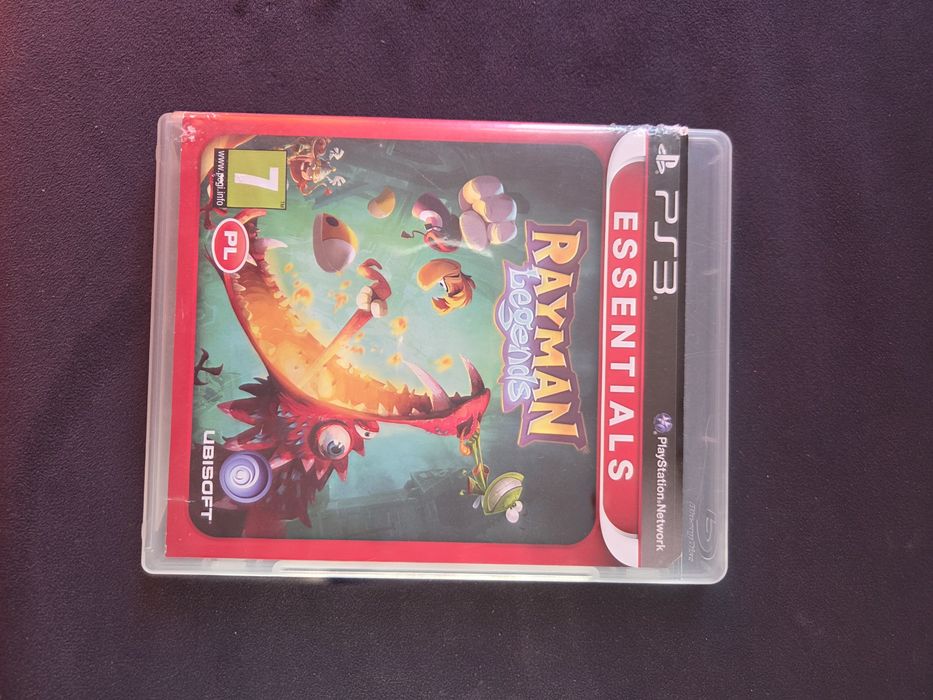 PS3
PlayStation®Network
ESSENTIALS
RAYMAN
Legends
7
www.pegi.info
PL
UBISOFT